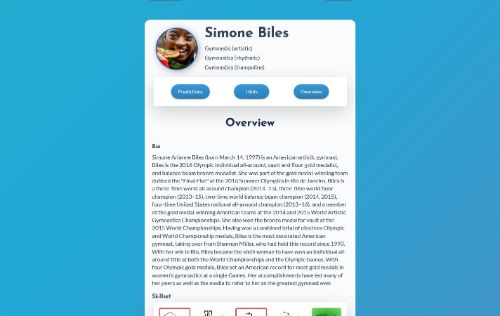 Simone Biles
Gymnastic (artistic)
Gymnastics (rhythmic)
Gymnastics (trampoline)
Predictions
Hints
Overview
Overview
Bio
Simone Arianne Biles (born March 14, 1997) is an American artistic gymnast.
Biles is the 2016 Olympic individual all-around, vault and floor gold medalist,
and balance beam bronze medalist. She was part of the gold medal-winning team
dubbed the "Final Five" at the 2016 Summer Olympics in Rio de Janeiro. Biles is
a three-time world all-around champion (2013–15), three-time world floor
champion (2013–15), two-time world balance beam champion (2014, 2015),
four-time United States national all-around champion (2013–16), and a member
of the gold medal winning American teams at the 2014 and 2015 World Artistic
Gymnastics Championships. She also won the bronze medal for vault at the
2015 World Championships. Having won a combined total of nineteen Olympic
and World Championship medals, Biles is the most decorated American
gymnast, taking over from Shannon Miller, who had held this record since 1993.
With her win in Rio, Biles became the sixth woman to have won an individual all-
around title at both the World Championships and the Olympic Games. With
four Olympic gold medals, Biles set an American record for most gold medals in
women's gymnastics at a single Games. Her accomplishments have led many of
her peers as well as the media to refer to her as the greatest gymnast ever.
Skillset